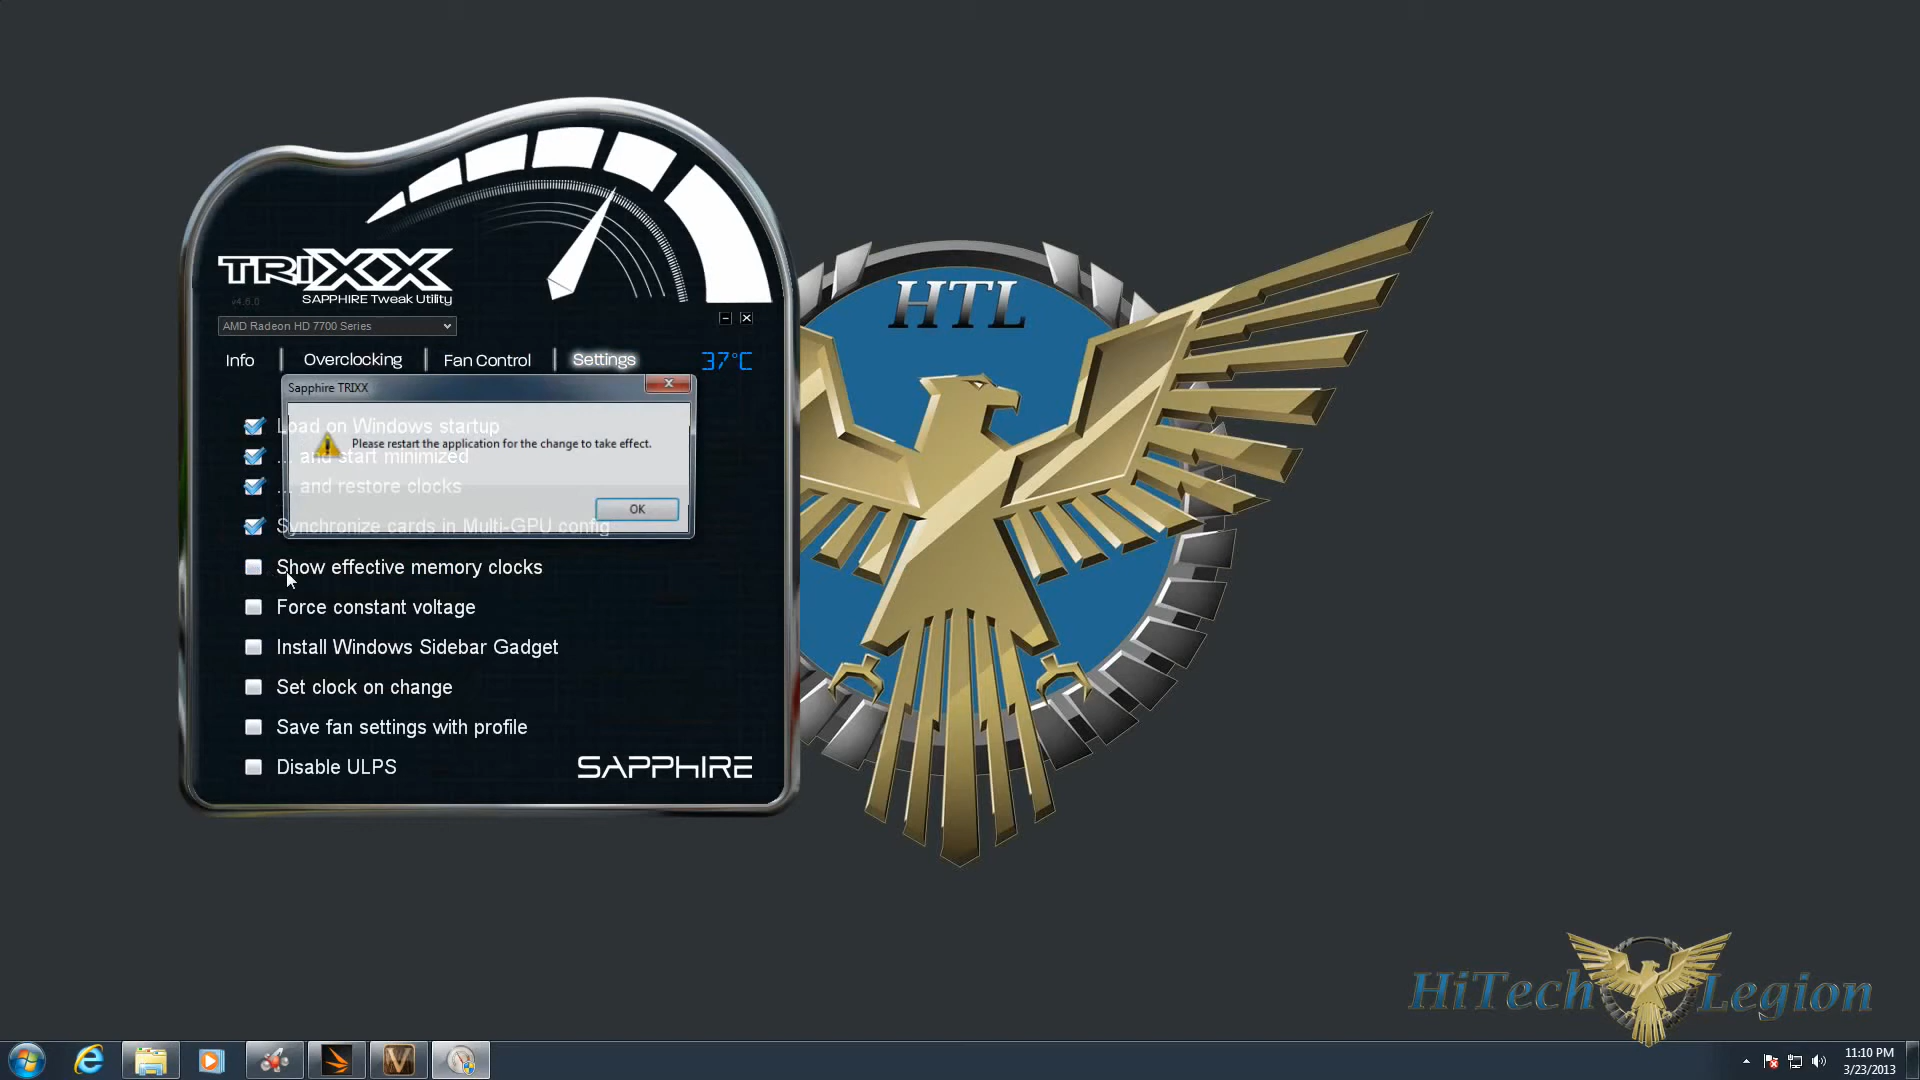 TRIXX
SAPPHIRE Tweak Utility
v4.6.0
AMD Radeon HD 7700 Series
Info
Overclocking
Fan Control
Settings
37°C
Sapphire TRIXX
Load on Windows startup
Please restart the application for the change to take effect.
... and start minimized
... and restore clocks
OK
Synchronize cards in Multi-GPU config
Show effective memory clocks
Force constant voltage
Install Windows Sidebar Gadget
Set clock on change
Save fan settings with profile
Disable ULPS
SAPPHIRE
HTL
HiTech Legion
11:10 PM
3/23/2013